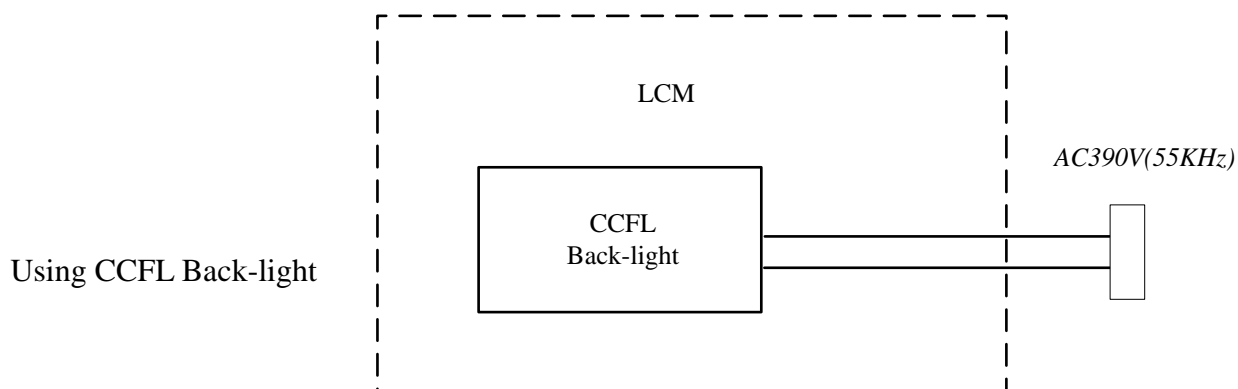 LCM
AC390V(55KHz)
CCFL
Back-light
Using CCFL Back-light